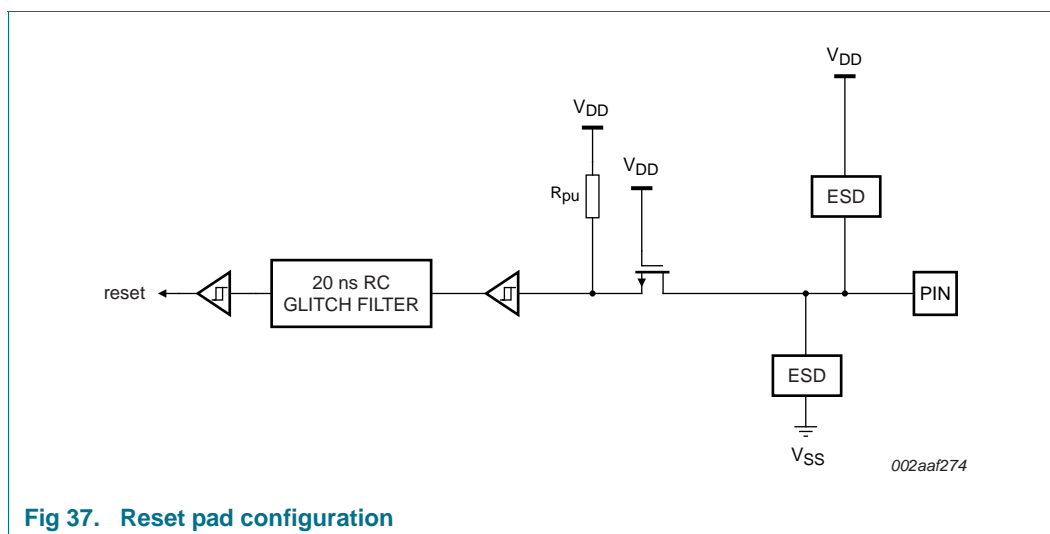 VDD
VDD
VDD
Rpu
ESD
reset
20 ns RC
GLITCH FILTER
PIN
ESD
VSS
002aaf274
Fig 37. Reset pad configuration